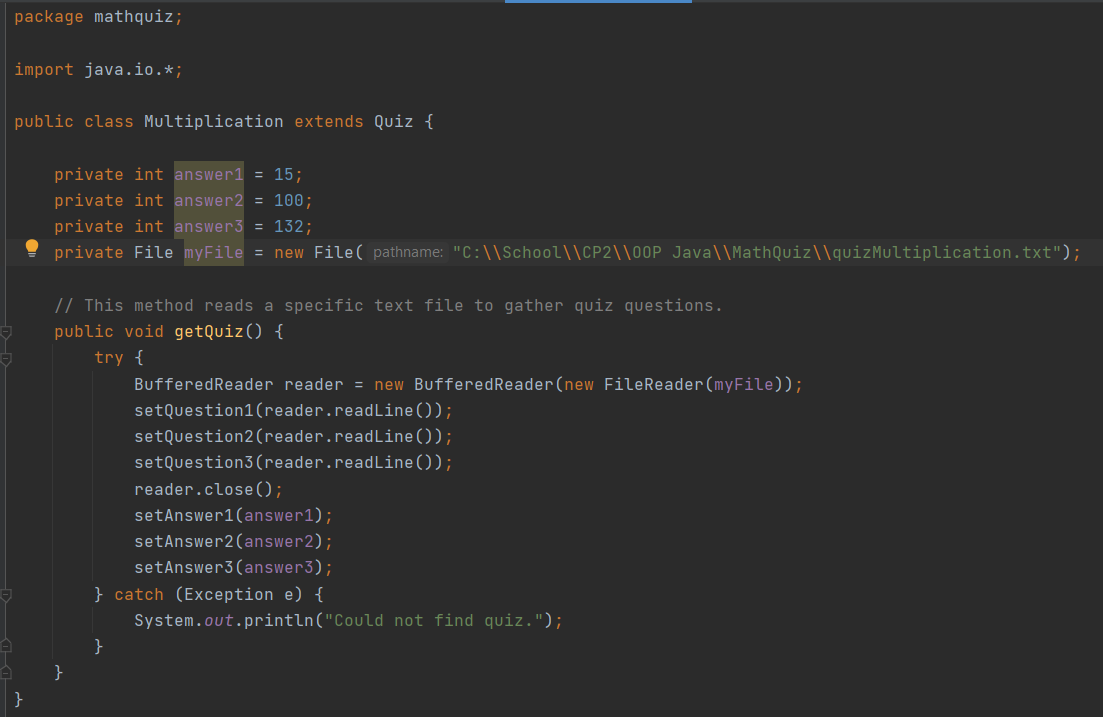 package mathquiz;
import java.io.*;
public class Multiplication extends Quiz {
private int answer1 = 15;
private int answer2 = 100;
private int answer3 = 132;
private File myFile = new File( pathname: "C:\\School\\CP2\\OOP Java\\MathQuiz\\quizMultiplication.txt");
// This method reads a specific text file to gather quiz questions.
public void getQuiz() {
try {
BufferedReader reader = new BufferedReader(new FileReader(myFile));
setQuestion1(reader.readLine());
setQuestion2(reader.readLine());
setQuestion3(reader.readLine());
reader.close();
setAnswer1(answer1);
setAnswer2(answer2);
setAnswer3(answer3);
} catch (Exception e) {
System.out.println("Could not find quiz.");
}
}
}